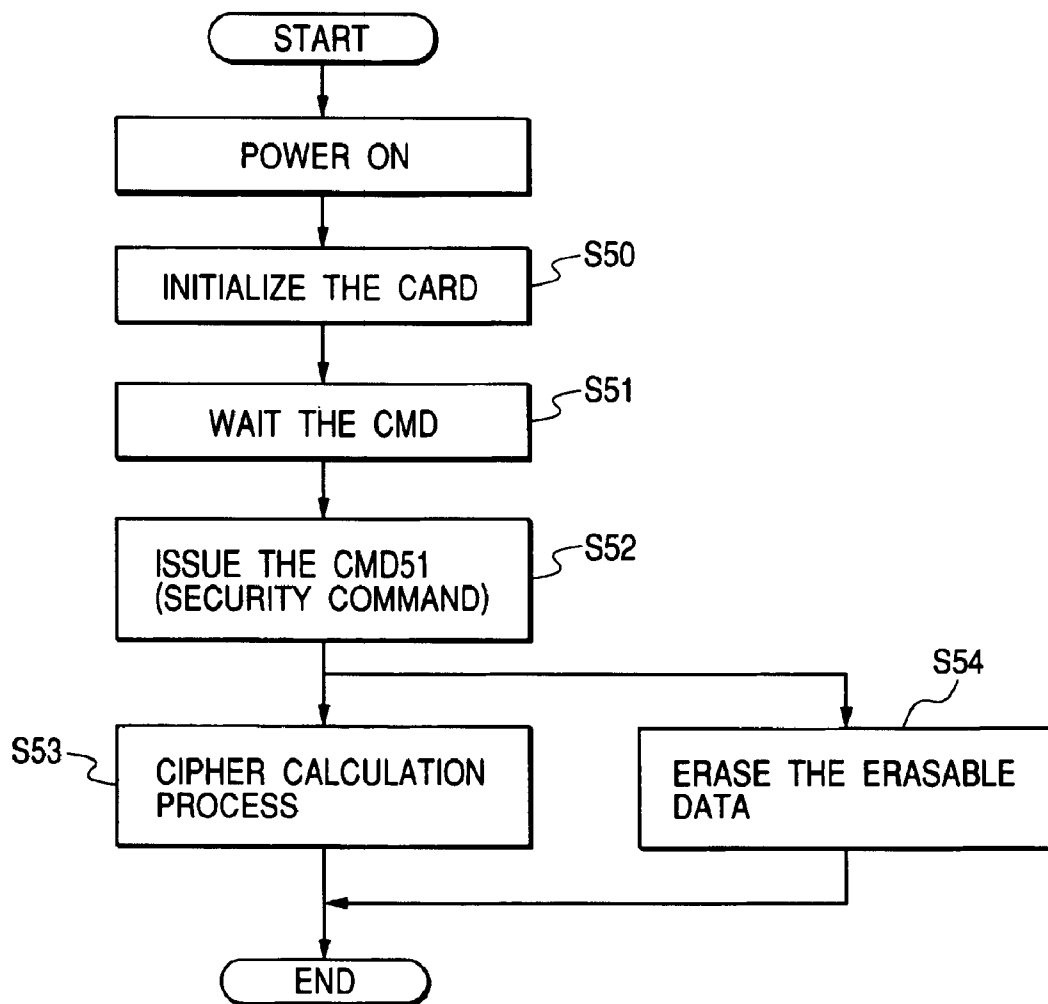 START
POWER ON
S50
INITIALIZE THE CARD
S51
WAIT THE CMD
S52
ISSUE THE CMD51
(SECURITY COMMAND)
S54
S53
CIPHER CALCULATION
PROCESS
ERASE THE ERASABLE
DATA
END